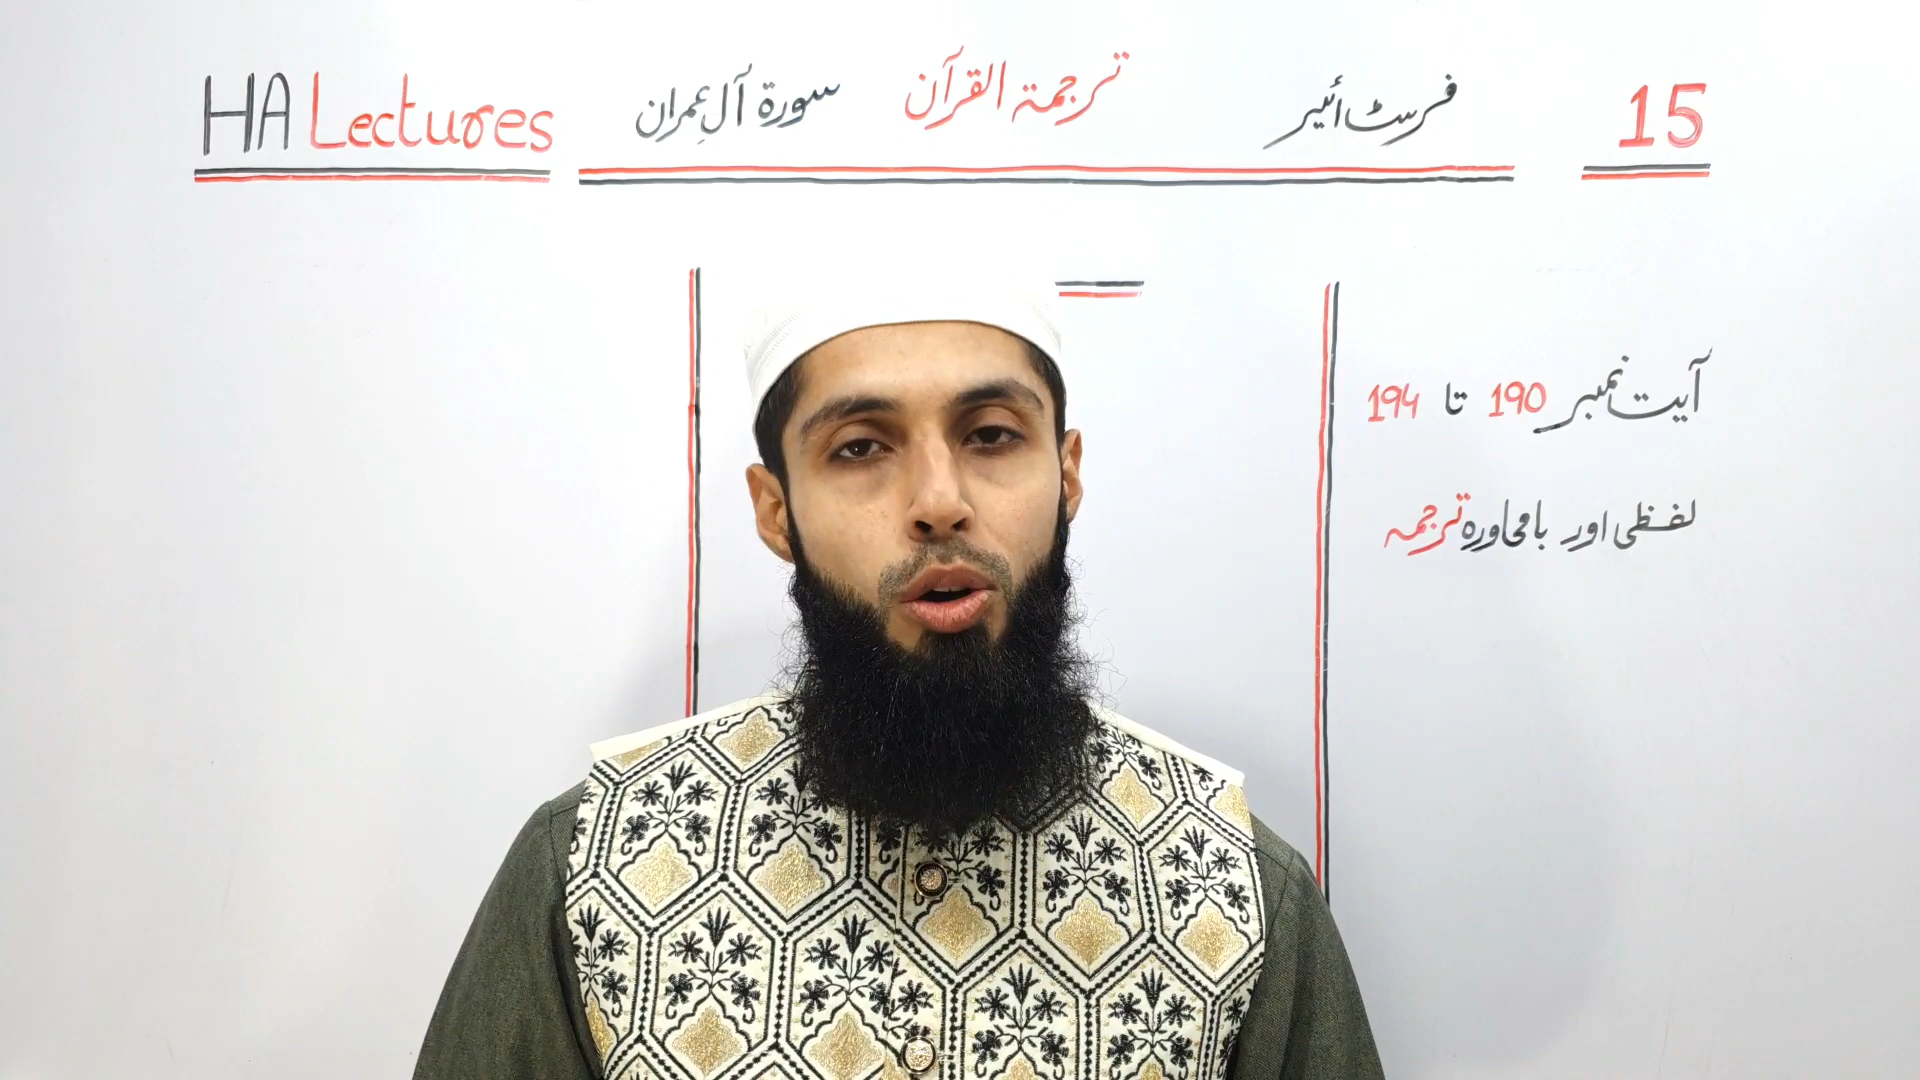 HA Lectures سورۃ آلِ عمران ترجمۃ القرآن فرسٹ ائیر 15
آیت نمبر 190 تا 194
لفظی اور بامحاورہ ترجمہ